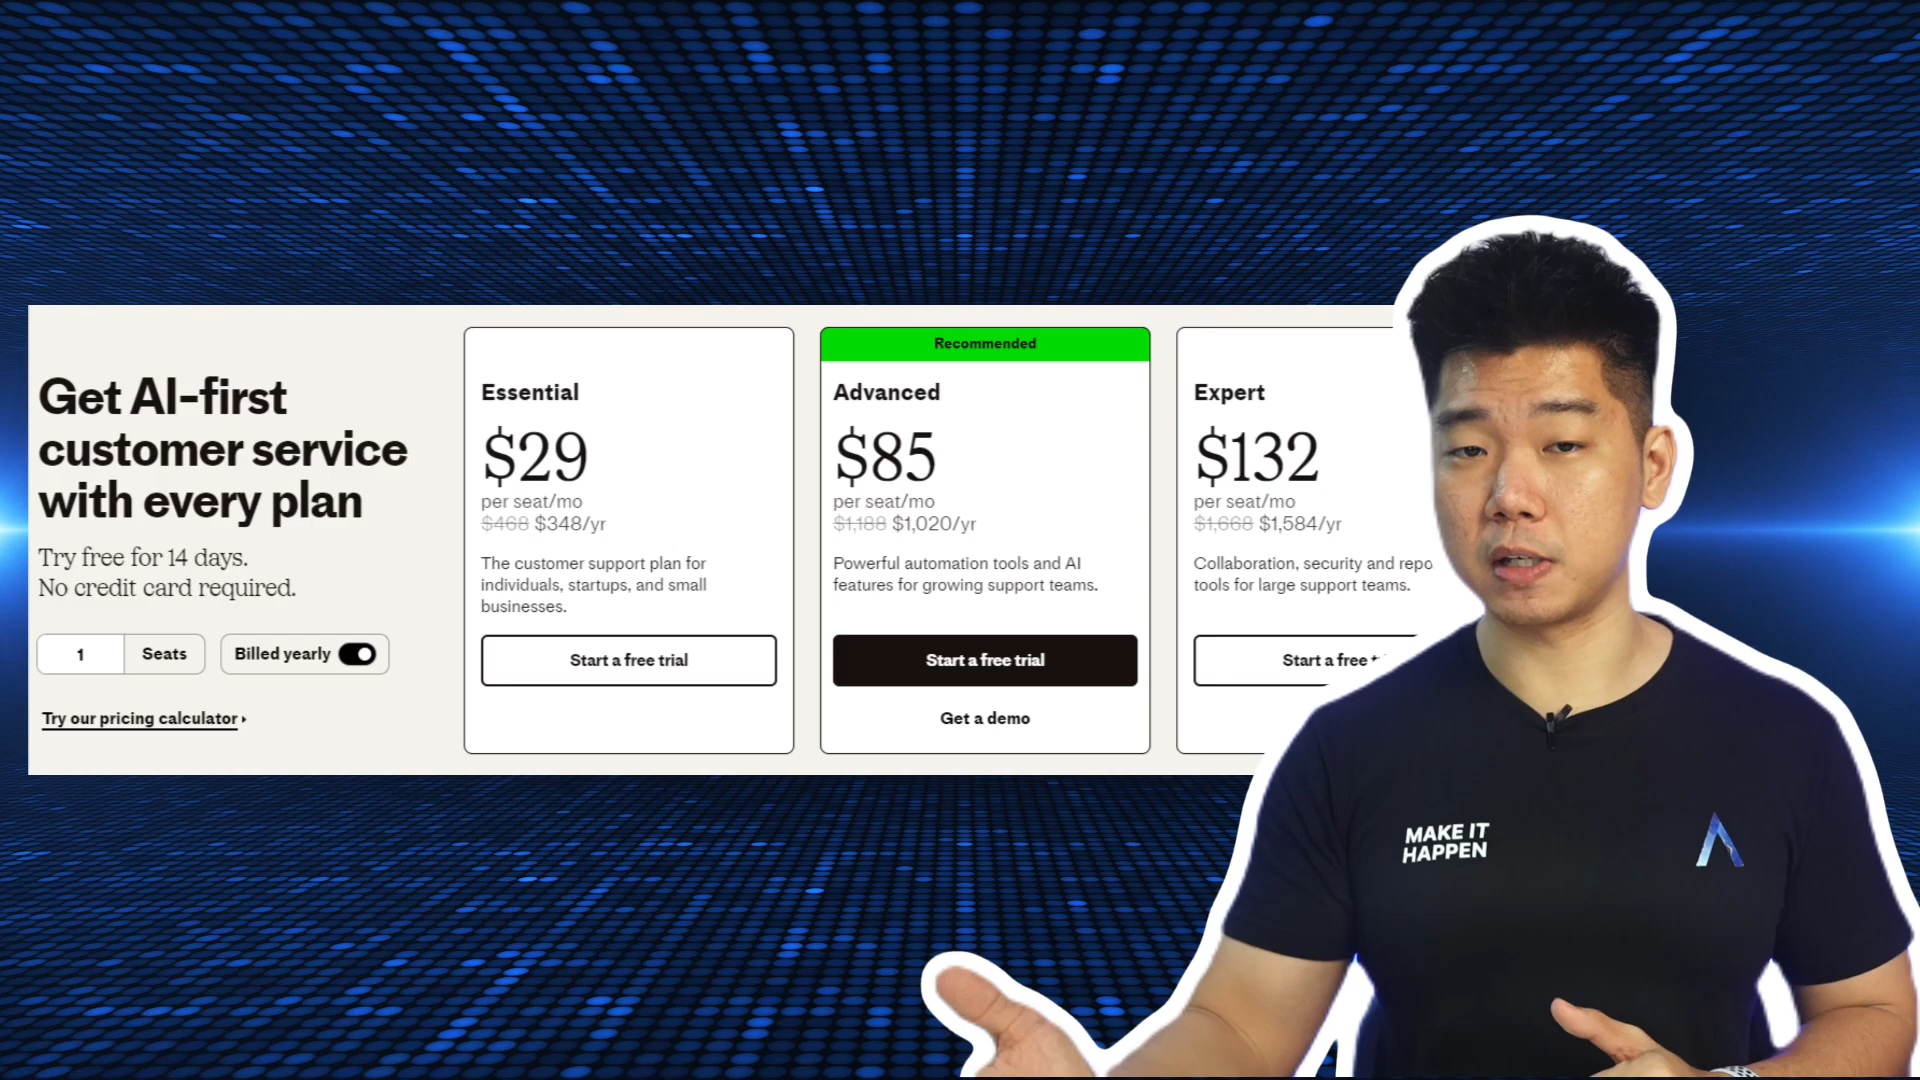 Get AI-first
customer service
with every plan
Try free for 14 days.
No credit card required.
1 Seats
Billed yearly
Try our pricing calculator
Essential
$29
per seat/mo
$468 $348/yr
The customer support plan for
individuals, startups, and small
businesses.
Start a free trial
Recommended
Advanced
$85
per seat/mo
$1,188 $1,020/yr
Powerful automation tools and AI
features for growing support teams.
Start a free trial
Get a demo
Expert
$132
per seat/mo
$1,668 $1,584/yr
Collaboration, security and repo
tools for large support teams.
Start a free
MAKE IT
HAPPEN